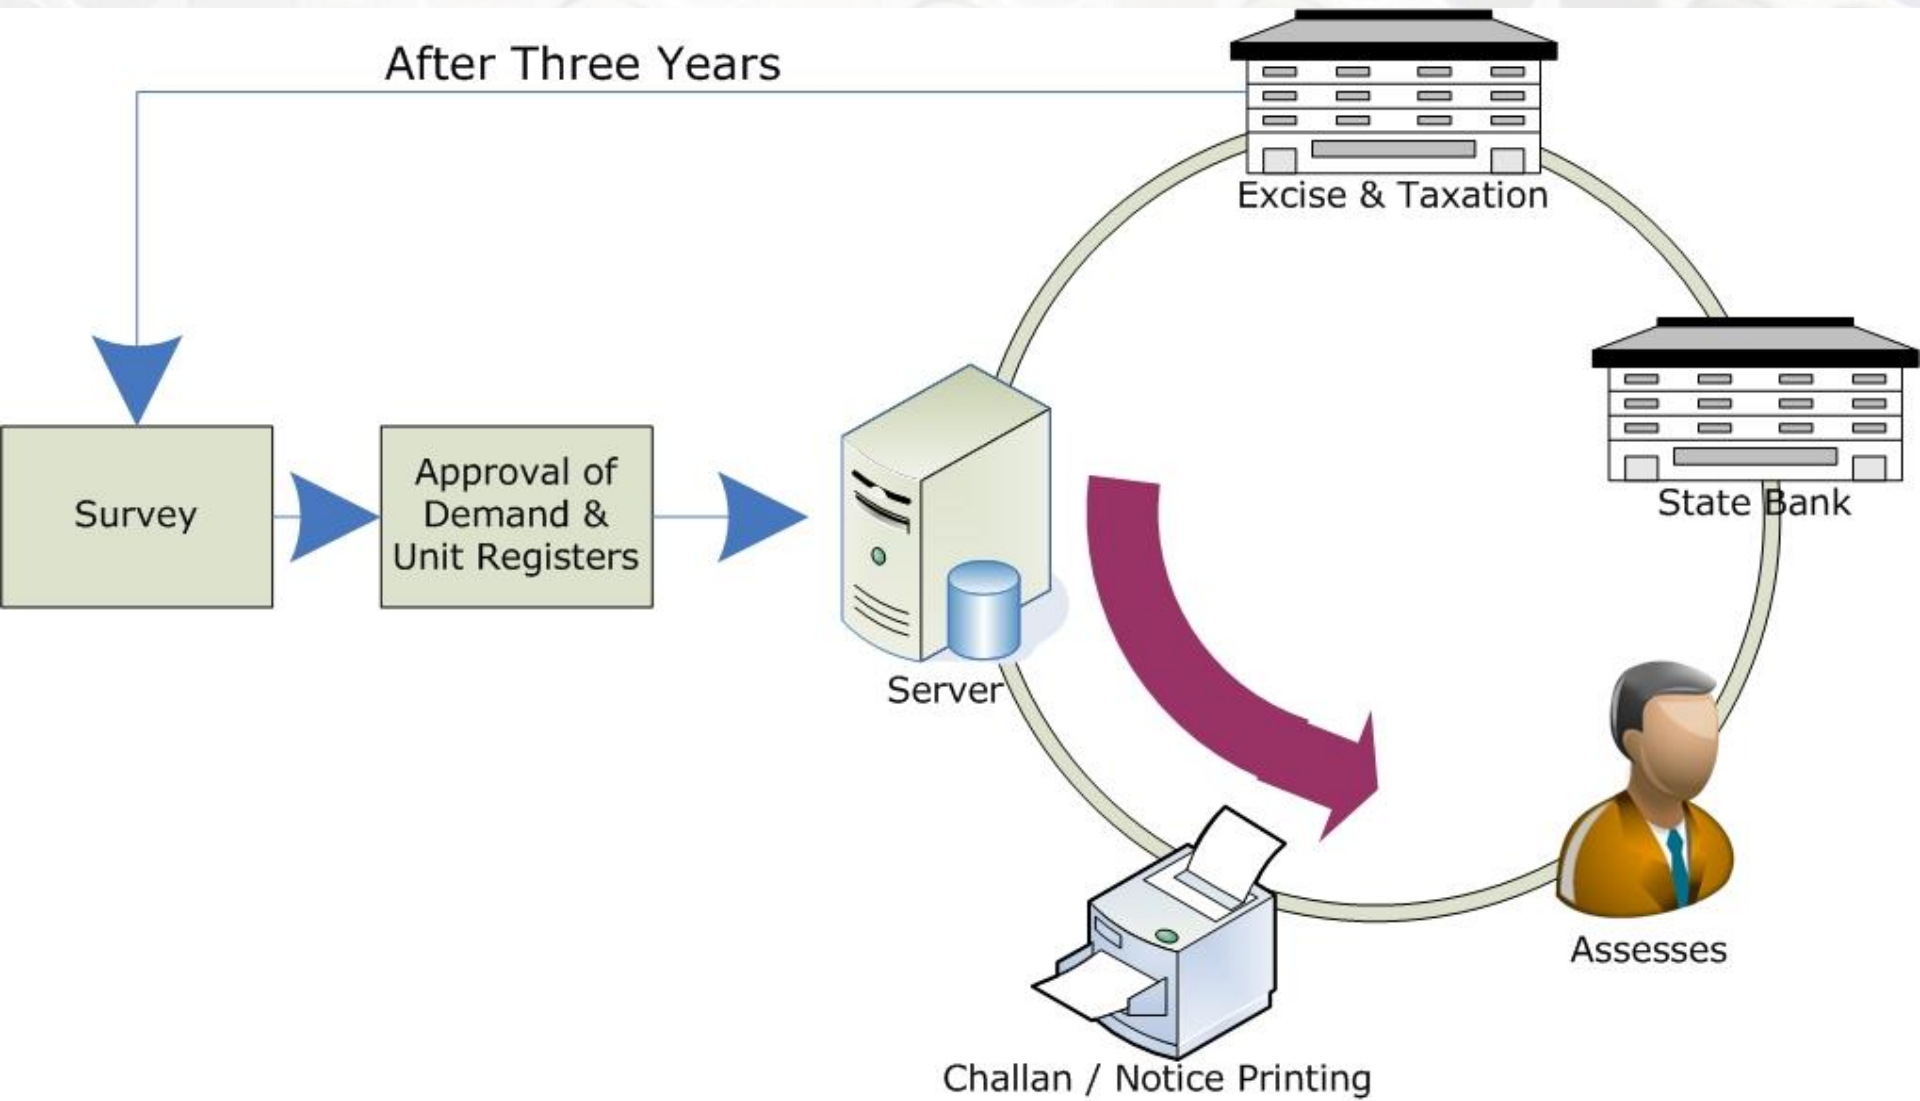 After Three Years
Excise & Taxation
State Bank
Survey
Approval of
Demand &
Unit Registers
Server
Assesses
Challan / Notice Printing